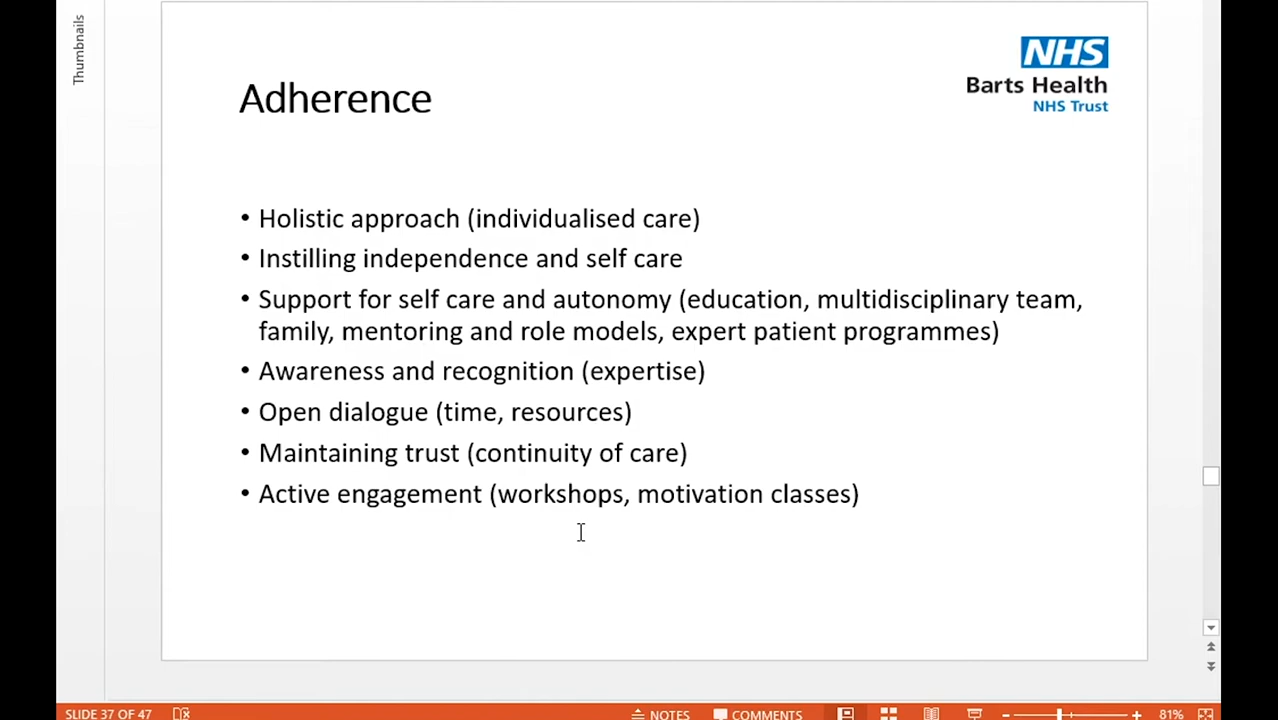 Thumbnails
NHS
Barts Health
NHS Trust
Adherence
• Holistic approach (individualised care)
• Instilling independence and self care
• Support for self care and autonomy (education, multidisciplinary team,
family, mentoring and role models, expert patient programmes)
• Awareness and recognition (expertise)
• Open dialogue (time, resources)
• Maintaining trust (continuity of care)
• Active engagement (workshops, motivation classes)
SLIDE 37 OF 47
NOTES
COMMENTS
81%